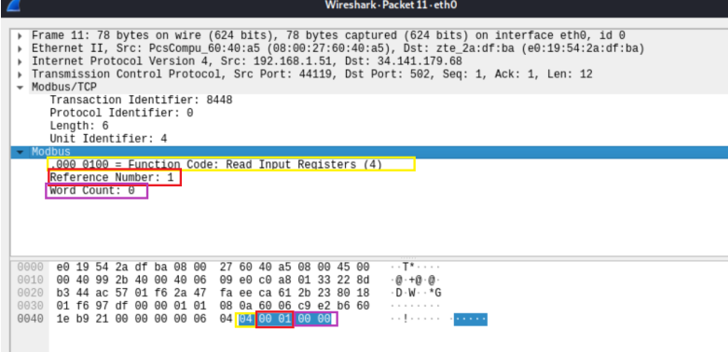 Wireshark · Packet 11 · eth0
Frame 11: 78 bytes on wire (624 bits), 78 bytes captured (624 bits) on interface eth0, id 0
Ethernet II, Src: PcsCompu_60:40:a5 (08:00:27:60:40:a5), Dst: zte_2a:df:ba (e0:19:54:2a:df:ba)
Internet Protocol Version 4, Src: 192.168.1.51, Dst: 34.141.179.68
Transmission Control Protocol, Src Port: 44119, Dst Port: 502, Seq: 1, Ack: 1, Len: 12
Modbus/TCP
Transaction Identifier: 8448
Protocol Identifier: 0
Length: 6
Unit Identifier: 4
Modbus
.000 0100 = Function Code: Read Input Registers (4)
Reference Number: 1
Word Count: 0
0000 e0 19 54 2a df ba 08 00 27 60 40 a5 08 00 45 00 ··T*····
0010 00 40 99 2b 40 00 40 06 09 e0 c0 a8 01 33 22 8d ·@·+@·@·
0020 b3 44 ac 57 01 f6 2a 47 fa ee ca 61 2b 23 80 18 ·D·W··*G
0030 01 f6 97 df 00 00 01 01 08 0a 60 06 c9 e2 b6 60 ········
0040 1e b9 21 00 00 00 00 06 04 04 00 01 00 00 ··!····· ······